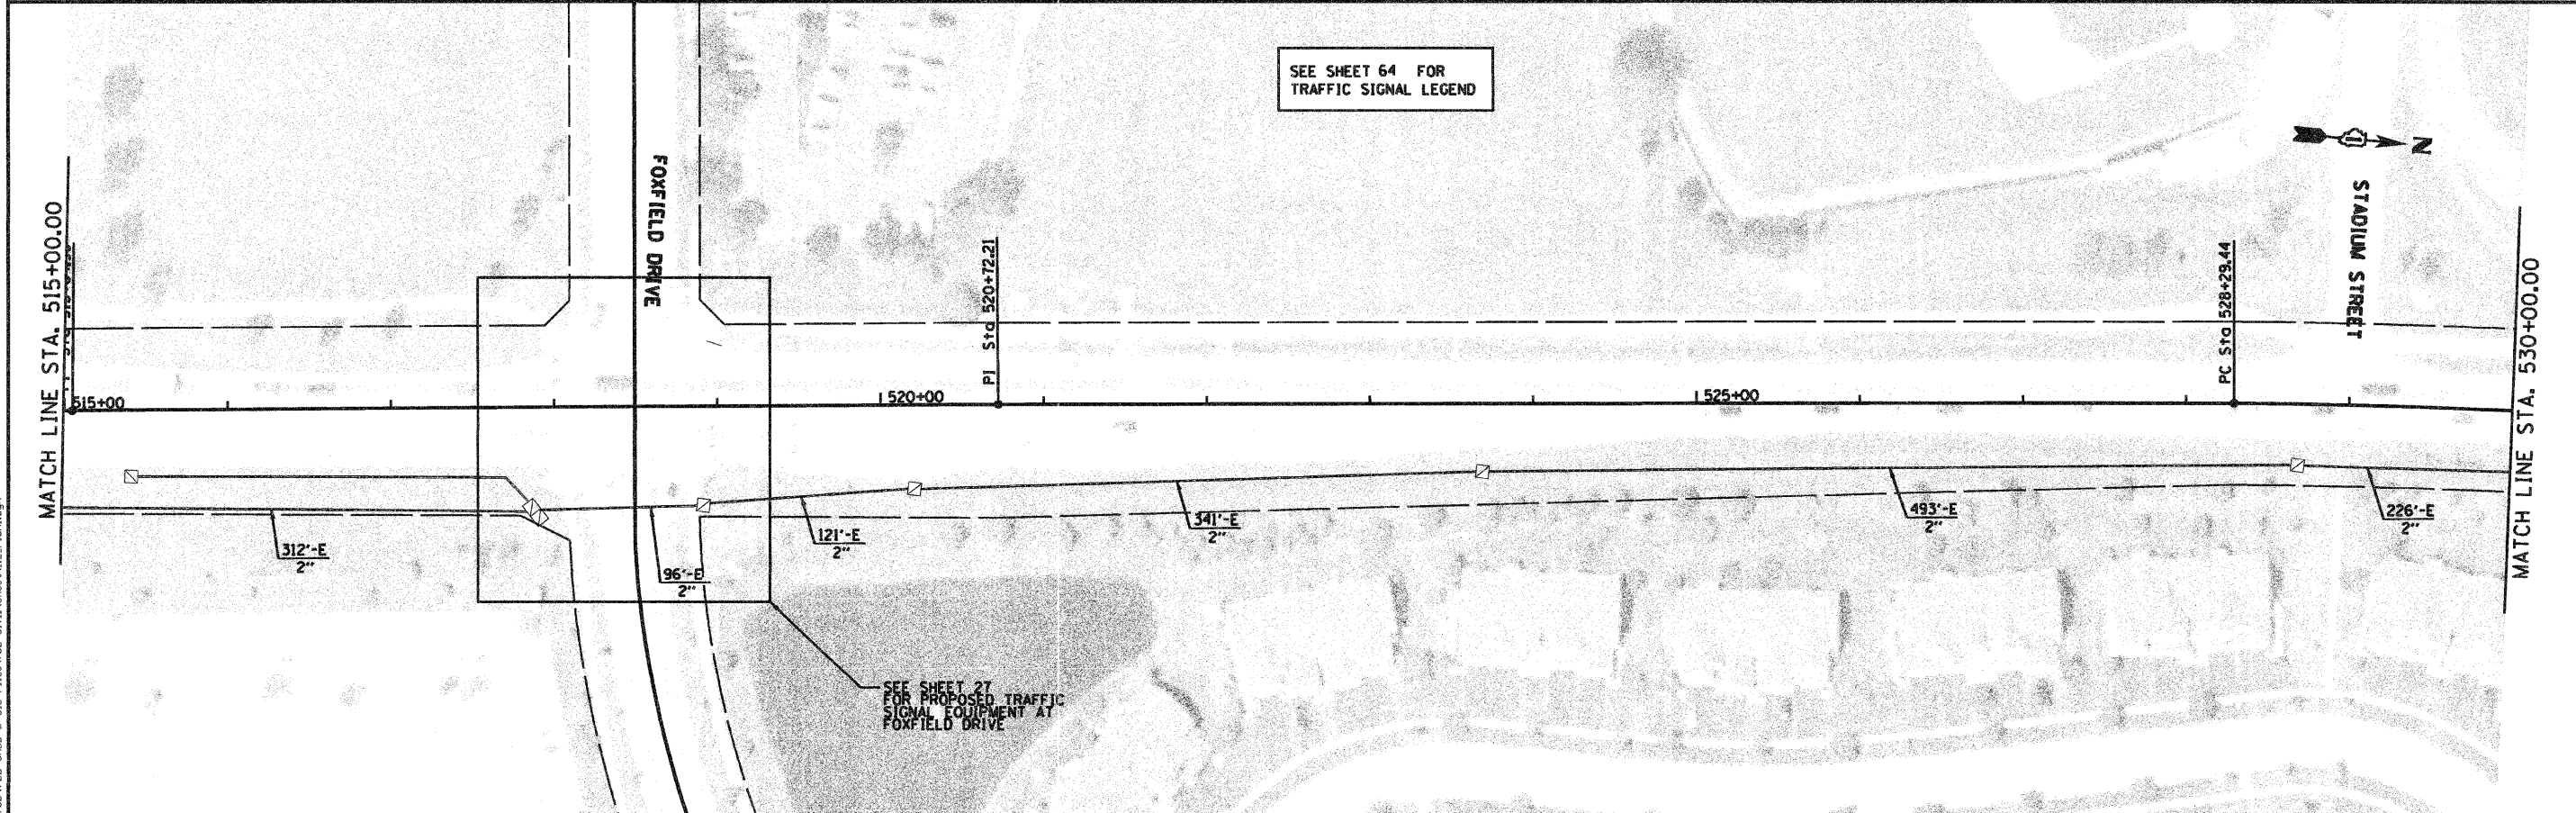 SEE SHEET 64 FOR
TRAFFIC SIGNAL LEGEND
N
STADIUM STREET
FOXFIELD DRIVE
MATCH LINE STA. 515+00.00
PI Sta 520+72.21
PC Sta 528+29.44
MATCH LINE STA. 530+00.00
515+00
520+00
525+00
312'-E
2"
96'-E
2"
121'-E
2"
341'-E
2"
493'-E
2"
226'-E
2"
SEE SHEET 27
FOR PROPOSED TRAFFIC
SIGNAL EQUIPMENT AT
FOXFIELD DRIVE